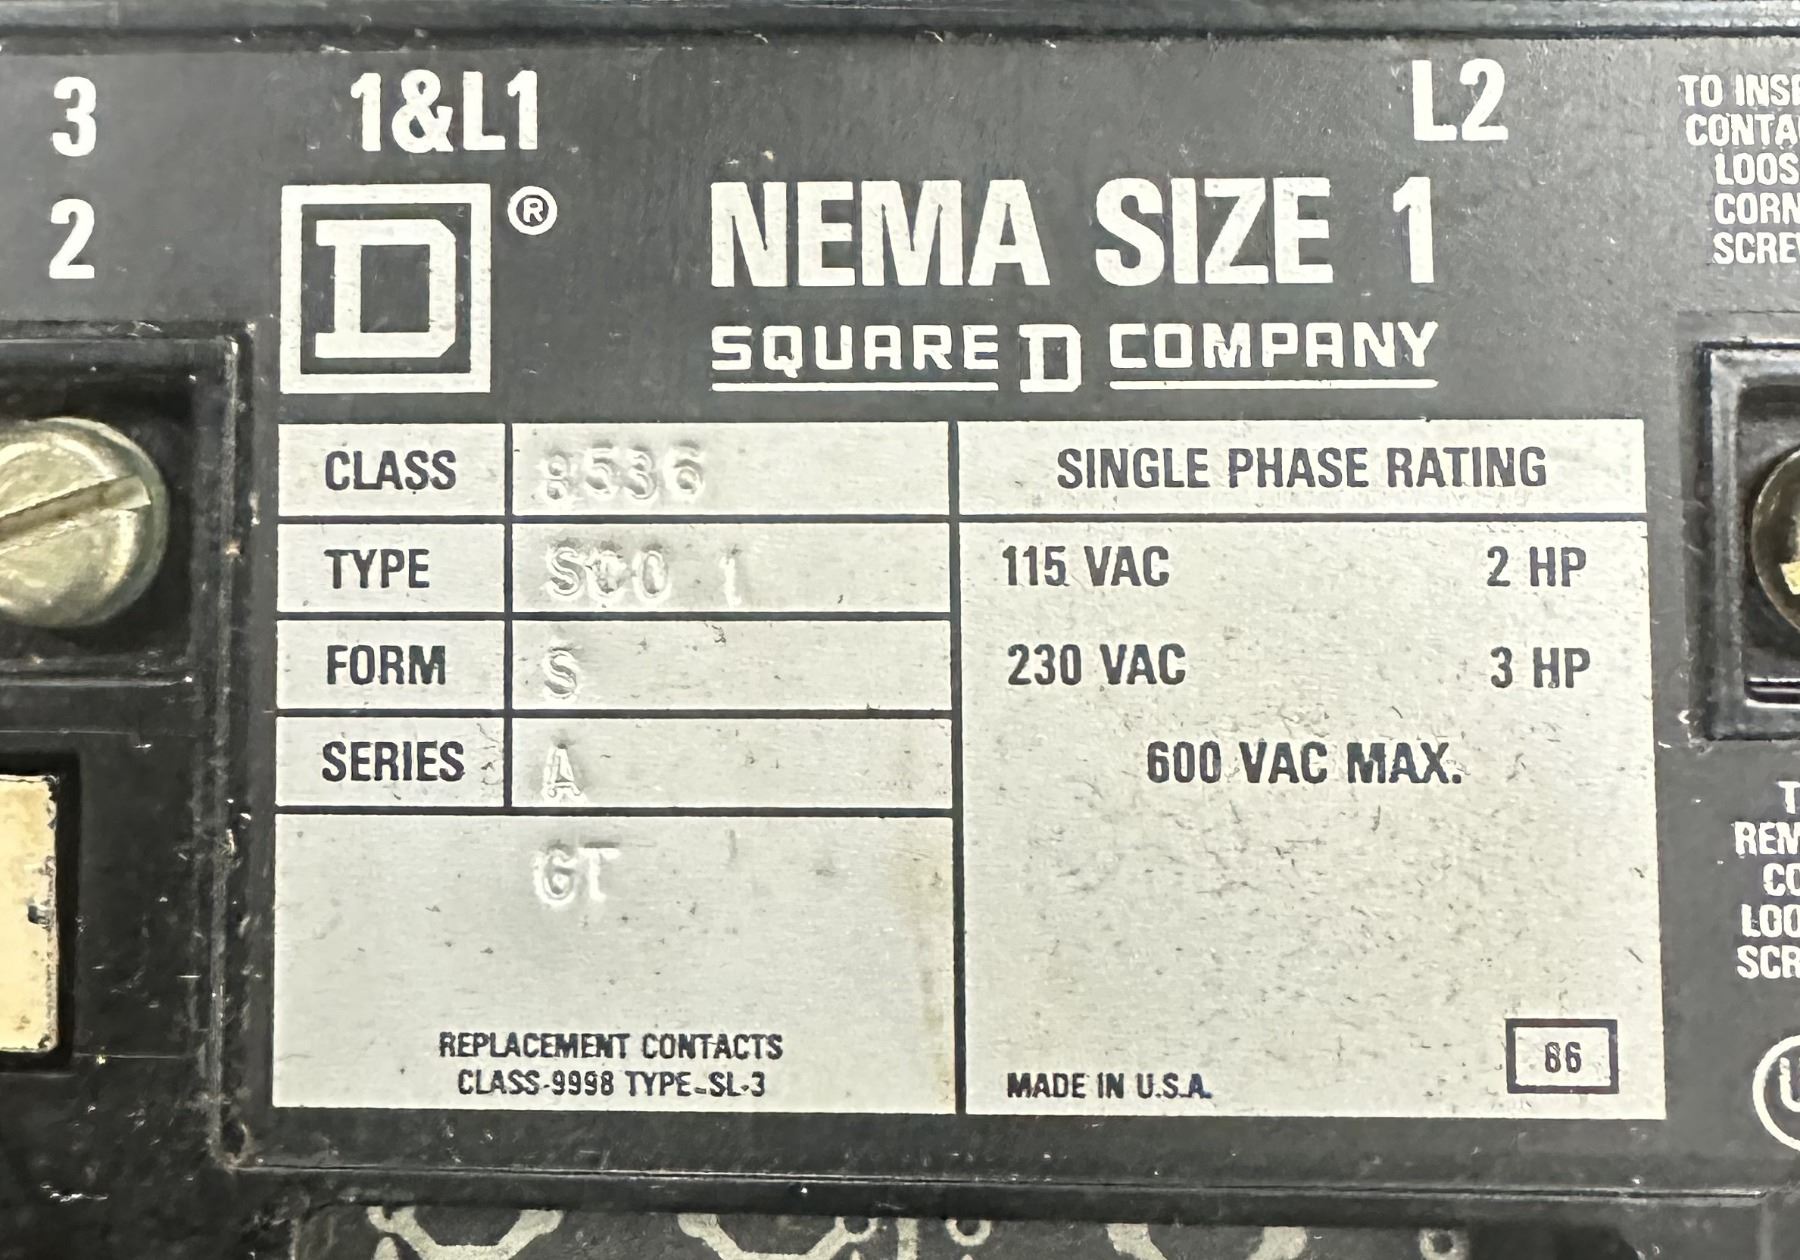 3
1&L1
L2
2
D®
NEMA SIZE 1
SQUARE D COMPANY
CLASS 8536
TYPE SCO 1
FORM S
SERIES A
GT
REPLACEMENT CONTACTS
CLASS-9998 TYPE-SL-3
SINGLE PHASE RATING
115 VAC 2 HP
230 VAC 3 HP
600 VAC MAX.
MADE IN U.S.A.
TO